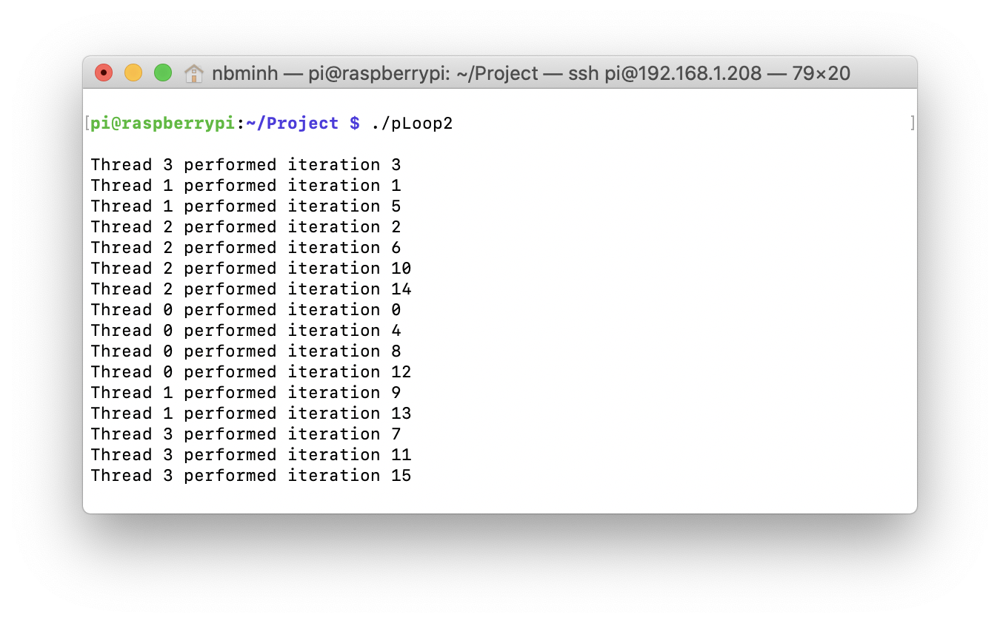 nbminh — pi@raspberrypi: ~/Project — ssh pi@192.168.1.208 — 79×20
[pi@raspberrypi:~/Project $ ./pLoop2 ]
Thread 3 performed iteration 3
Thread 1 performed iteration 1
Thread 1 performed iteration 5
Thread 2 performed iteration 2
Thread 2 performed iteration 6
Thread 2 performed iteration 10
Thread 2 performed iteration 14
Thread 0 performed iteration 0
Thread 0 performed iteration 4
Thread 0 performed iteration 8
Thread 0 performed iteration 12
Thread 1 performed iteration 9
Thread 1 performed iteration 13
Thread 3 performed iteration 7
Thread 3 performed iteration 11
Thread 3 performed iteration 15